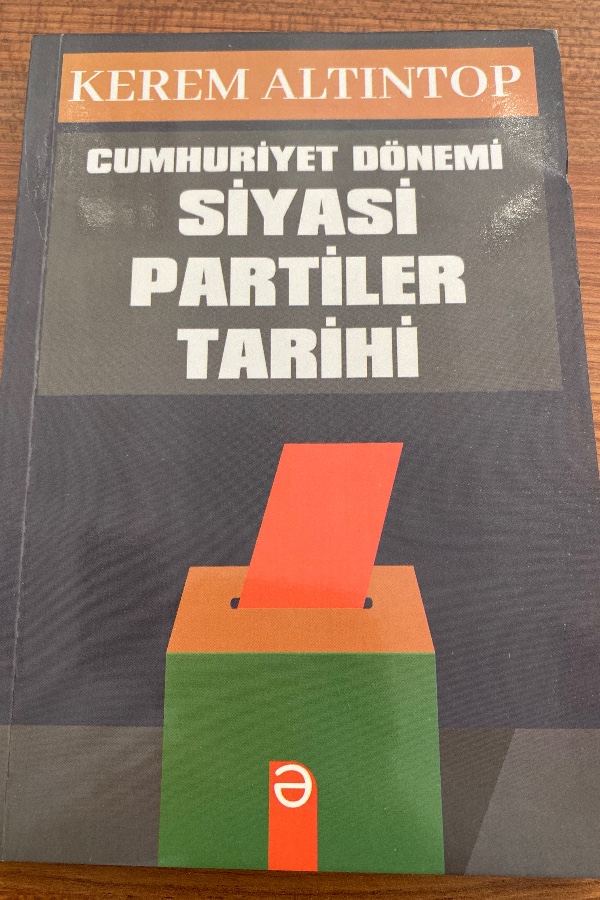 KEREM ALTINTOP
CUMHURİYET DÖNEMİ
SİYASİ
PARTİLER
TARİHİ
ə